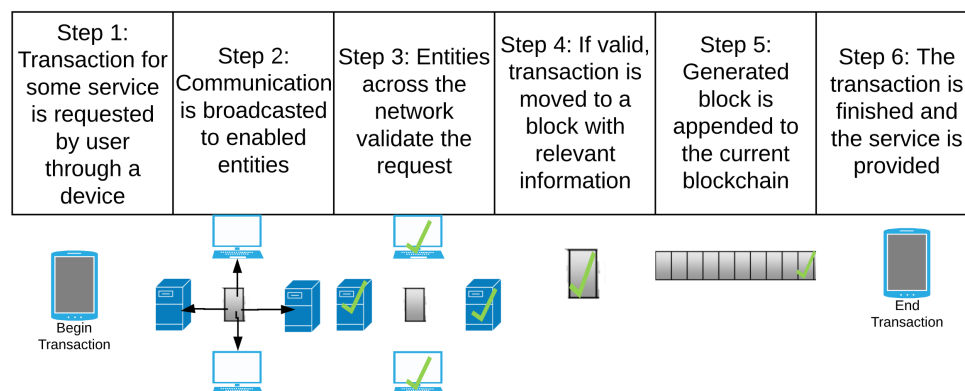 Step 1:
Transaction for
some service
is requested
by user
through a
device
Step 2:
Communication
is broadcasted
to enabled
entities
Step 3: Entities
across the
network
validate the
request
Step 4: If valid,
transaction is
moved to a
block with
relevant
information
Step 5:
Generated
block is
appended to
the current
blockchain
Step 6: The
transaction is
finished and
the service is
provided
Begin
Transaction
End
Transaction